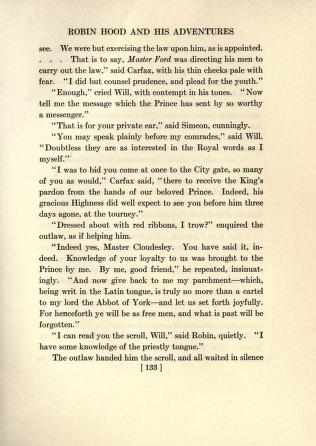 ROBIN HOOD AND HIS ADVENTURES
see. We were but exercising the law upon him, as is appointed.
. . . That is to say, Master Ford was directing his men to
carry out the law," said Carfax, with his thin cheeks pale with
fear. "I did but counsel prudence, and plead for the youth."
"Enough," cried Will, with contempt in his tones. "Now
tell me the message which the Prince has sent by so worthy
a messenger."
"That is for your private ear," said Simeon, cunningly.
"You may speak plainly before my comrades," said Will.
"Doubtless they are as interested in the Royal words as I
myself."
"I was to bid you come at once to the City gate, so many
of you as would," Carfax said, "there to receive the King's
pardon from the hands of our beloved Prince. Indeed, his
gracious Highness did well expect to see you before him three
days agone, at the tourney."
"Dressed about with red ribbons, I trow?" enquired the
outlaw, as if helping him.
"Indeed yes, Master Cloudesley. You have said it, in-
deed. Knowledge of your loyalty to us was brought to the
Prince by me. By me, good friend," he repeated, insinuat-
ingly. "And now give back to me my parchment—which,
being writ in the Latin tongue, is truly no more than a cartel
to my lord the Abbot of York—and let us set forth joyfully.
For henceforth ye will be as free men, and what is past will be
forgotten."
"I can read you the scroll, Will," said Robin, quietly. "I
have some knowledge of the priestly tongue."
The outlaw handed him the scroll, and all waited in silence
[ 133 ]